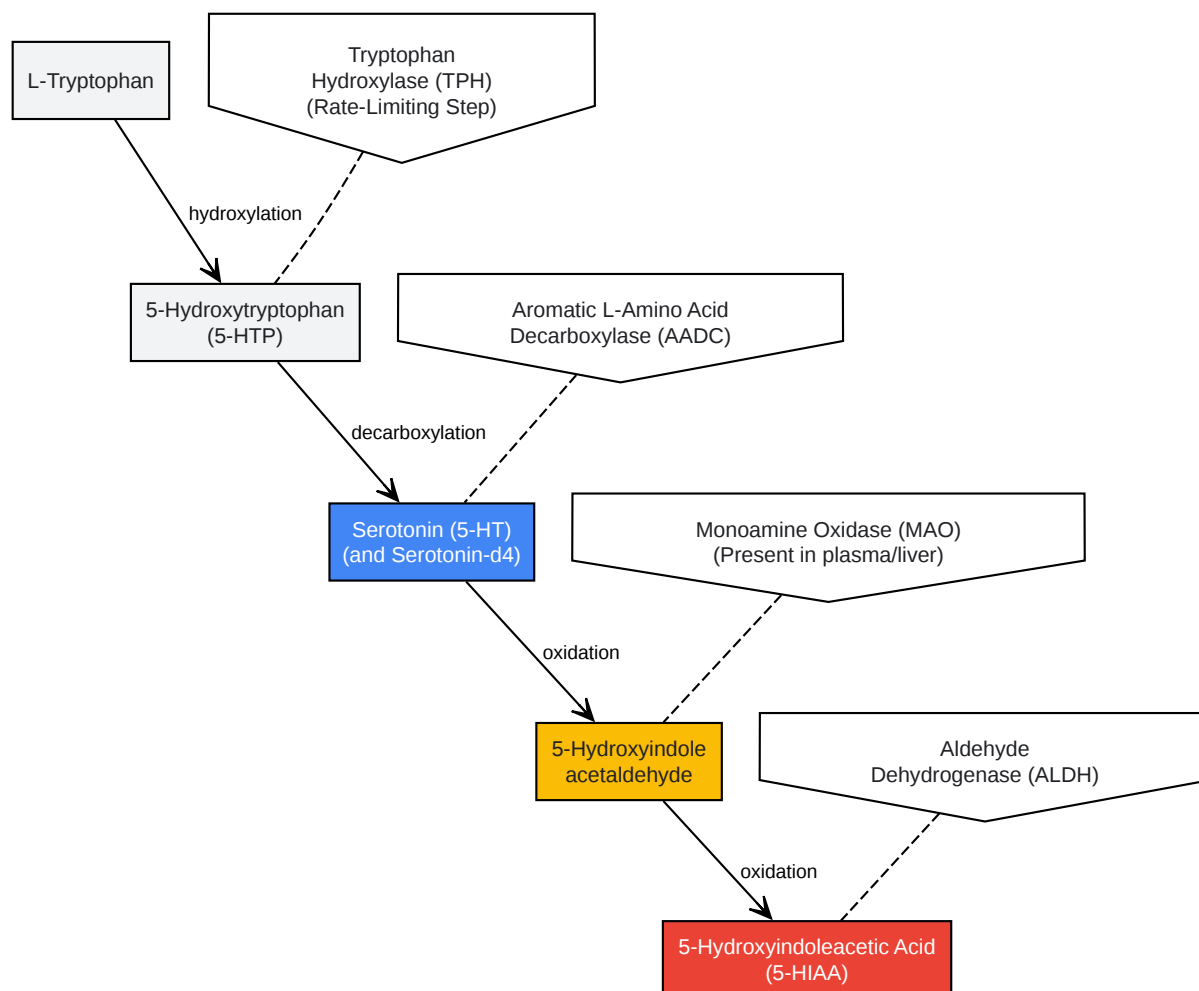 L-Tryptophan
Tryptophan
Hydroxylase (TPH)
(Rate-Limiting Step)
hydroxylation
5-Hydroxytryptophan
(5-HTP)
Aromatic L-Amino Acid
Decarboxylase (AADC)
decarboxylation
Serotonin (5-HT)
(and Serotonin-d4)
Monoamine Oxidase (MAO)
(Present in plasma/liver)
oxidation
5-Hydroxyindole
acetaldehyde
Aldehyde
Dehydrogenase (ALDH)
oxidation
5-Hydroxyindoleacetic Acid
(5-HIAA)